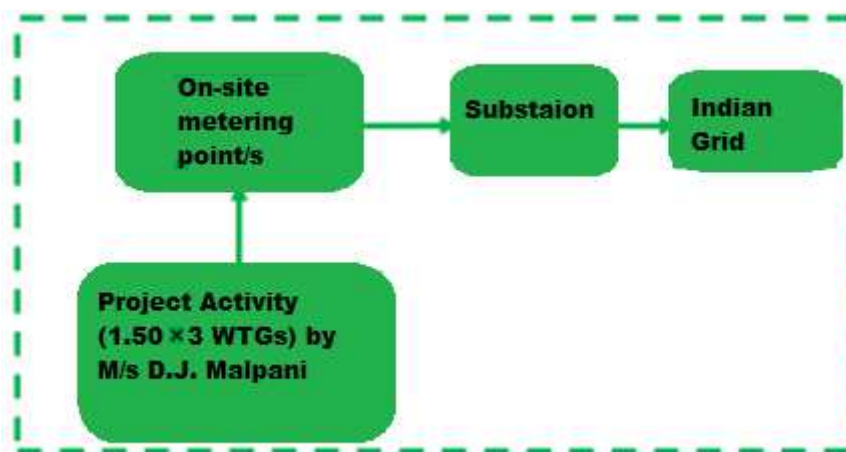 On-site
metering
point/s
Substaion
Indian
Grid
Project Activity
(1.50 ×3 WTGs) by
M/s D.J. Malpani